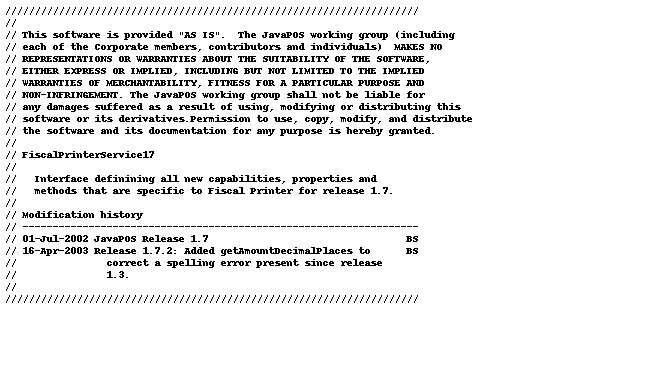 //////////////////////////////////////////////////////////////////////
//
// This software is provided "AS IS".  The JavaPOS working group (including
// each of the Corporate members, contributors and individuals)  MAKES NO
// REPRESENTATIONS OR WARRANTIES ABOUT THE SUITABILITY OF THE SOFTWARE,
// EITHER EXPRESS OR IMPLIED, INCLUDING BUT NOT LIMITED TO THE IMPLIED
// WARRANTIES OF MERCHANTABILITY, FITNESS FOR A PARTICULAR PURPOSE AND
// NON-INFRINGEMENT. The JavaPOS working group shall not be liable for
// any damages suffered as a result of using, modifying or distributing this
// software or its derivatives.Permission to use, copy, modify, and distribute
// the software and its documentation for any purpose is hereby granted.
//
// FiscalPrinterService17
//
//   Interface definining all new capabilities, properties and
//   methods that are specific to Fiscal Printer for release 1.7.
//
// Modification history
// ------------------------------------------------------------------
// 01-Jul-2002 JavaPOS Release 1.7                                 BS
// 16-Apr-2003 Release 1.7.2: Added getAmountDecimalPlaces to      BS
//               correct a spelling error present since release
//               1.3.
//
//////////////////////////////////////////////////////////////////////